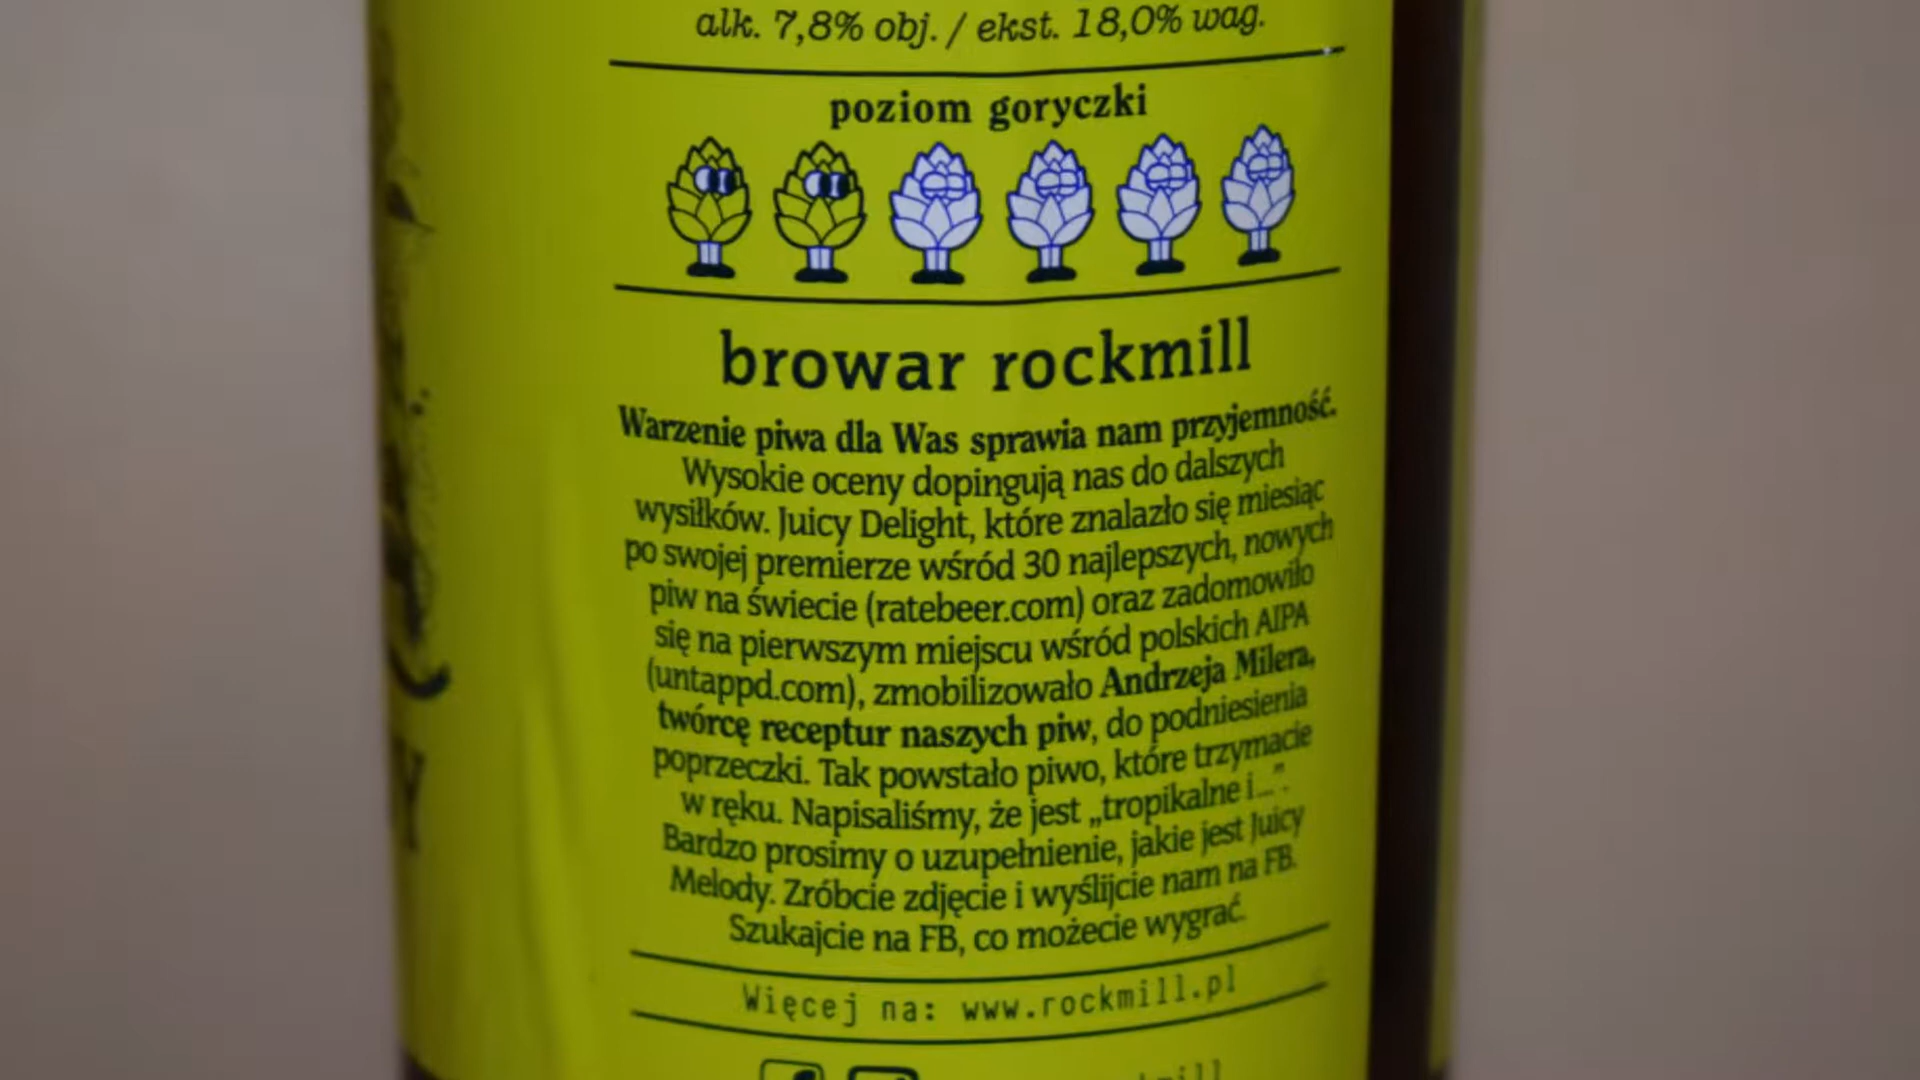 alk. 7,8% obj. / ekst. 18,0% wag.
poziom goryczki
browar rockmill
Warzenie piwa dla Was sprawia nam przyjemność.
Wysokie oceny dopingują nas do dalszych
wysiłków. Juicy Delight, które znalazło się miesiąc
po swojej premierze wśród 30 najlepszych, nowych
piw na świecie (ratebeer.com) oraz zadomowiło
się na pierwszym miejscu wśród polskich AIPA
(untappd.com), zmobilizowało Andrzeja Milera,
twórcę receptur naszych piw, do podniesienia
poprzeczki. Tak powstało piwo, które trzymacie
w ręku. Napisaliśmy, że jest „tropikalne i...”.
Bardzo prosimy o uzupełnienie, jakie jest Juicy
Melody. Zróbcie zdjęcie i wyślijcie nam na FB.
Szukajcie na FB, co możecie wygrać.
Więcej na: www.rockmill.pl